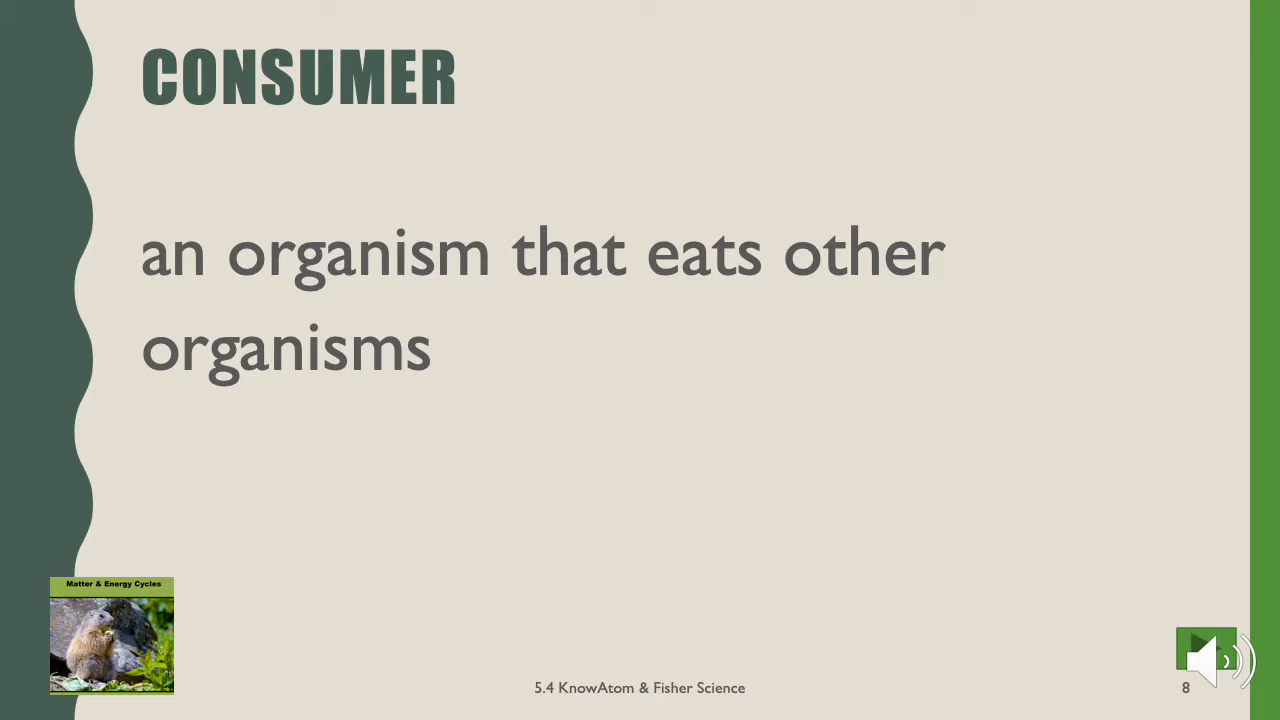 CONSUMER
an organism that eats other
organisms
Matter & Energy Cycles
5.4 KnowAtom & Fisher Science
8